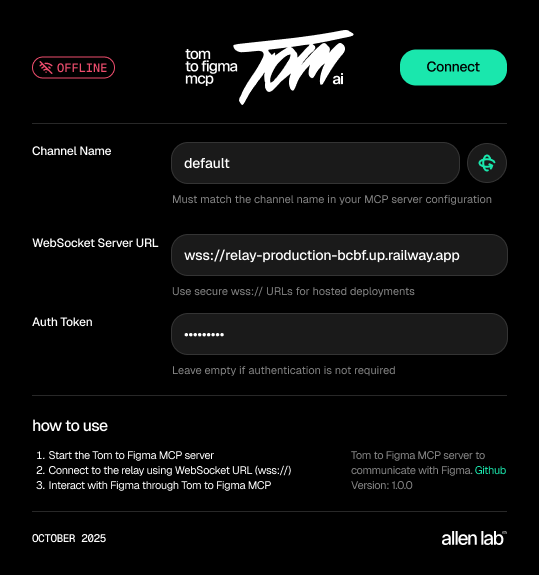 OFFLINE
tom
to figma
mcp
TOM
ai
Connect
Channel Name
default
Must match the channel name in your MCP server configuration
WebSocket Server URL
wss://relay-production-bcbf.up.railway.app
Use secure wss:// URLs for hosted deployments
Auth Token
•••••••••
Leave empty if authentication is not required
how to use
1. Start the Tom to Figma MCP server
2. Connect to the relay using WebSocket URL (wss://)
3. Interact with Figma through Tom to Figma MCP
Tom to Figma MCP server to
communicate with Figma. Github
Version: 1.0.0
OCTOBER 2025
allen lab